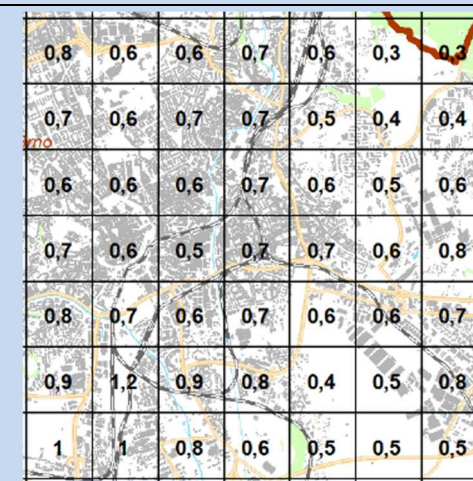 0,8 0,6 0,6 0,7 0,6 0,3 0,3
0,7 0,6 0,7 0,7 0,5 0,4 0,4
rno
0,6 0,6 0,6 0,7 0,6 0,5 0,6
0,7 0,6 0,5 0,7 0,7 0,6 0,8
0,8 0,7 0,6 0,7 0,6 0,6 0,7
0,9 1,2 0,9 0,8 0,4 0,5 0,8
1 1 0,8 0,6 0,5 0,5 0,5